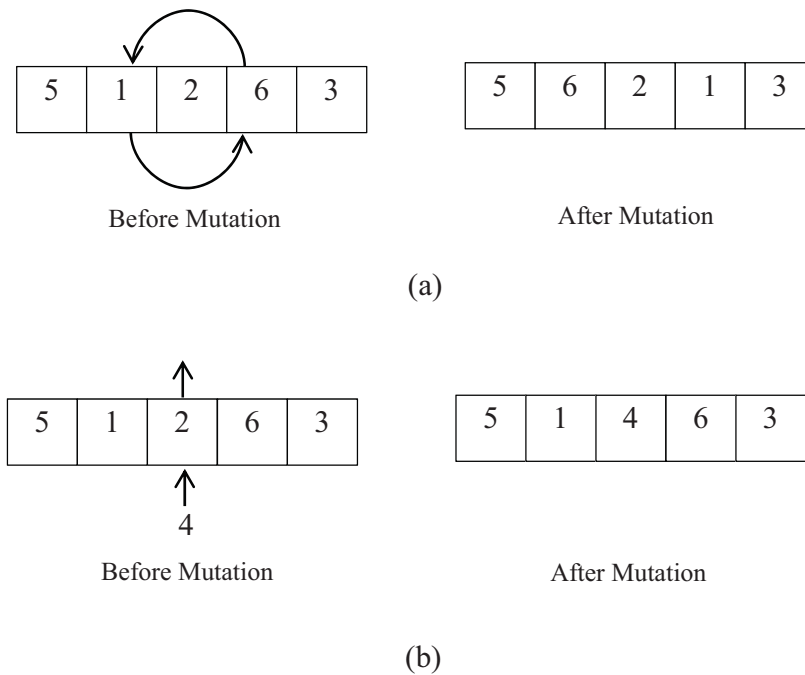 5 1 2 6 3
5 6 2 1 3
Before Mutation
After Mutation
(a)
5 1 2 6 3
5 1 4 6 3
4
Before Mutation
After Mutation
(b)